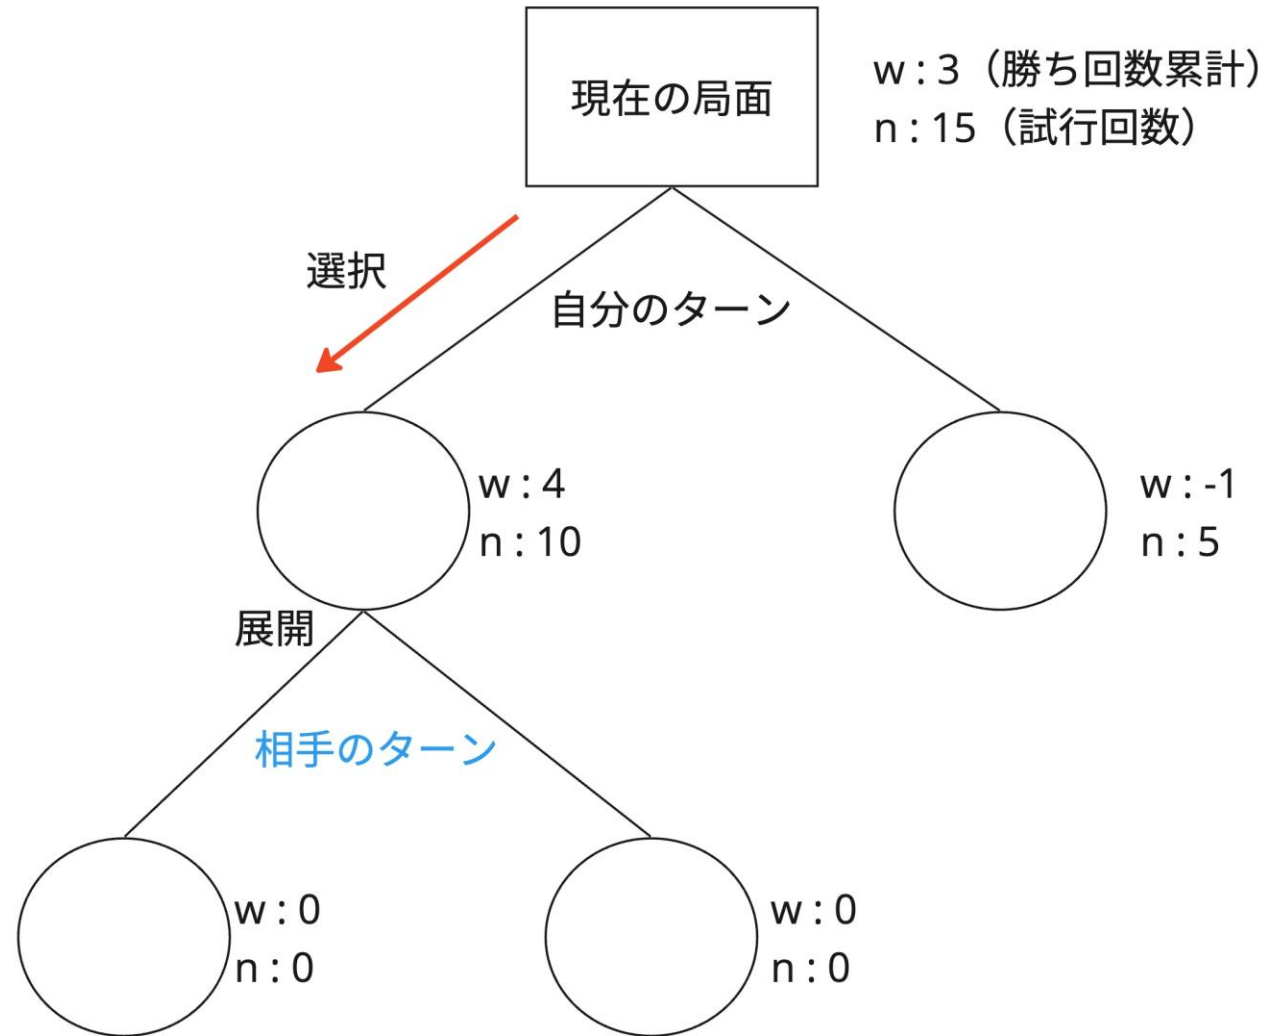 現在の局面
w : 3（勝ち回数累計）
n : 15（試行回数）
選択
自分のターン
w : 4
n : 10
w : -1
n : 5
展開
相手のターン
w : 0
n : 0
w : 0
n : 0